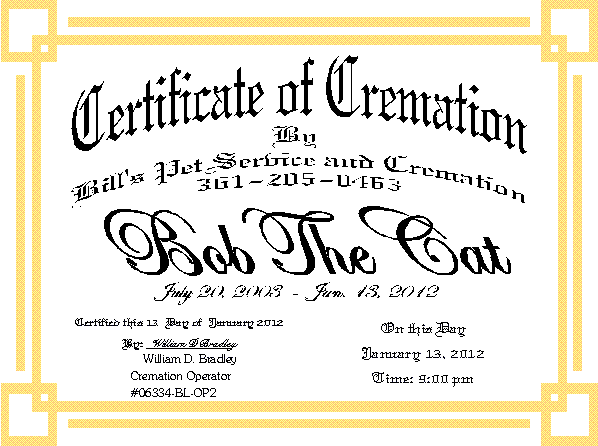 Certificate of Cremation
By
Bill's Pet Service and Cremation
361-205-0463
Bob The Cat
July 20, 2003 - Jan. 13, 2012
Certified this 13 Day of January 2012
By: William D Bradley
William D. Bradley
Cremation Operator
#06334-BL-OP2
On this Day
January 13, 2012
Time: 9:00 pm